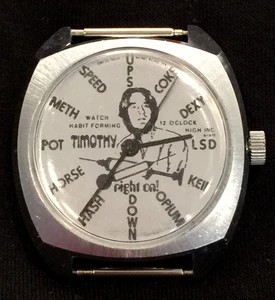 UPS
COKE
DEXY
LSD
KEIF
OPIUM
DOWN
HASH
HORSE
POT
METH
SPEED
WATCH
HABIT FORMING
12 OCLOCK
HIGH INC
TIMOTHY
right on!